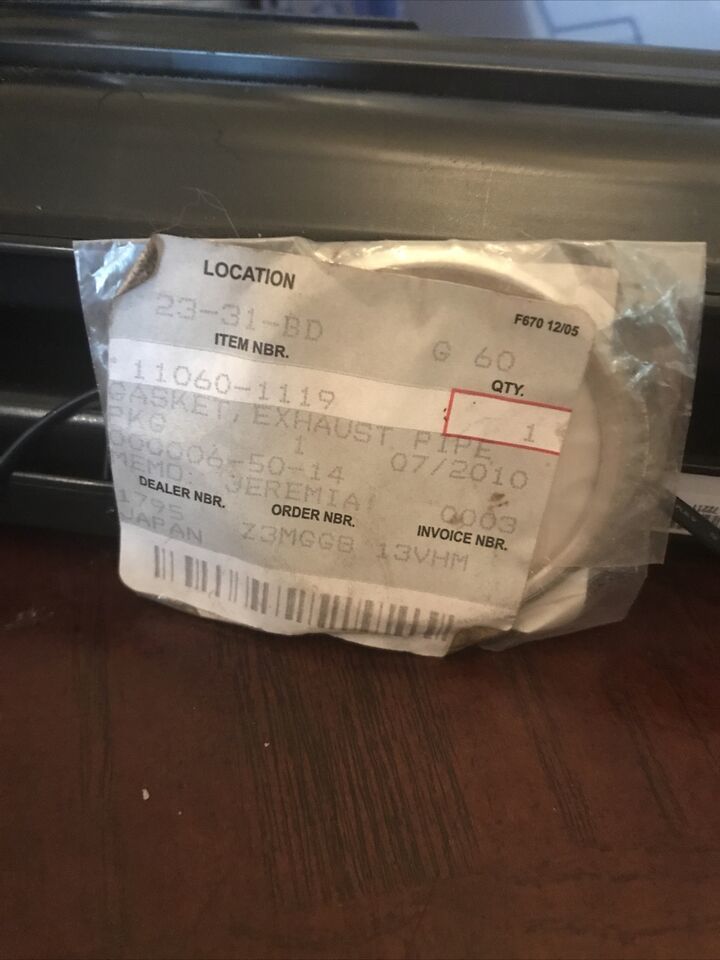 LOCATION
23-31-BD
F670 12/05
ITEM NBR.
G 60
QTY.
11060-1119
1
GASKET, EXHAUST PIPE
PKG 1 07/2010
000006-50-14
MEMO: JEREMIA
0003
DEALER NBR.
ORDER NBR.
INVOICE NBR.
1795
Z3MGGB 13VHM
JAPAN